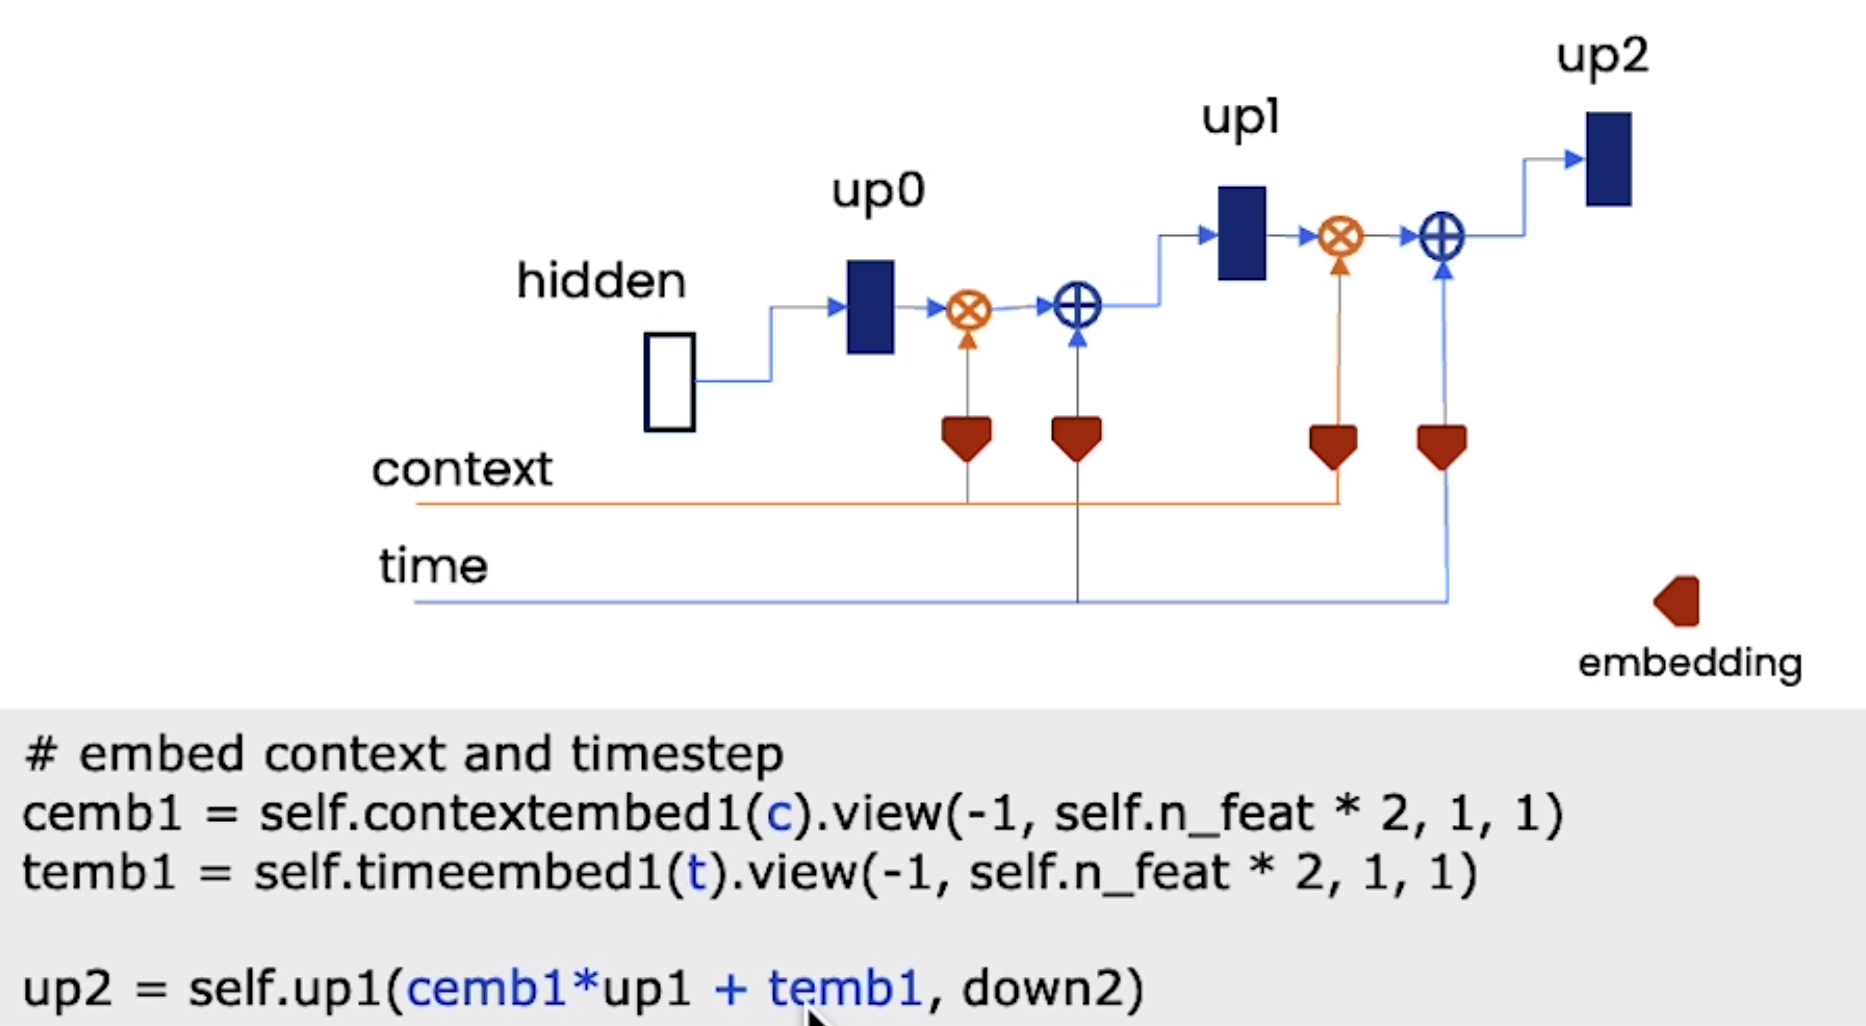 up2
up1
up0
hidden
context
time
embedding
# embed context and timestep
cemb1 = self.contextembed1(c).view(-1, self.n_feat * 2, 1, 1)
temb1 = self.timeembed1(t).view(-1, self.n_feat * 2, 1, 1)
up2 = self.up1(cemb1*up1 + temb1, down2)